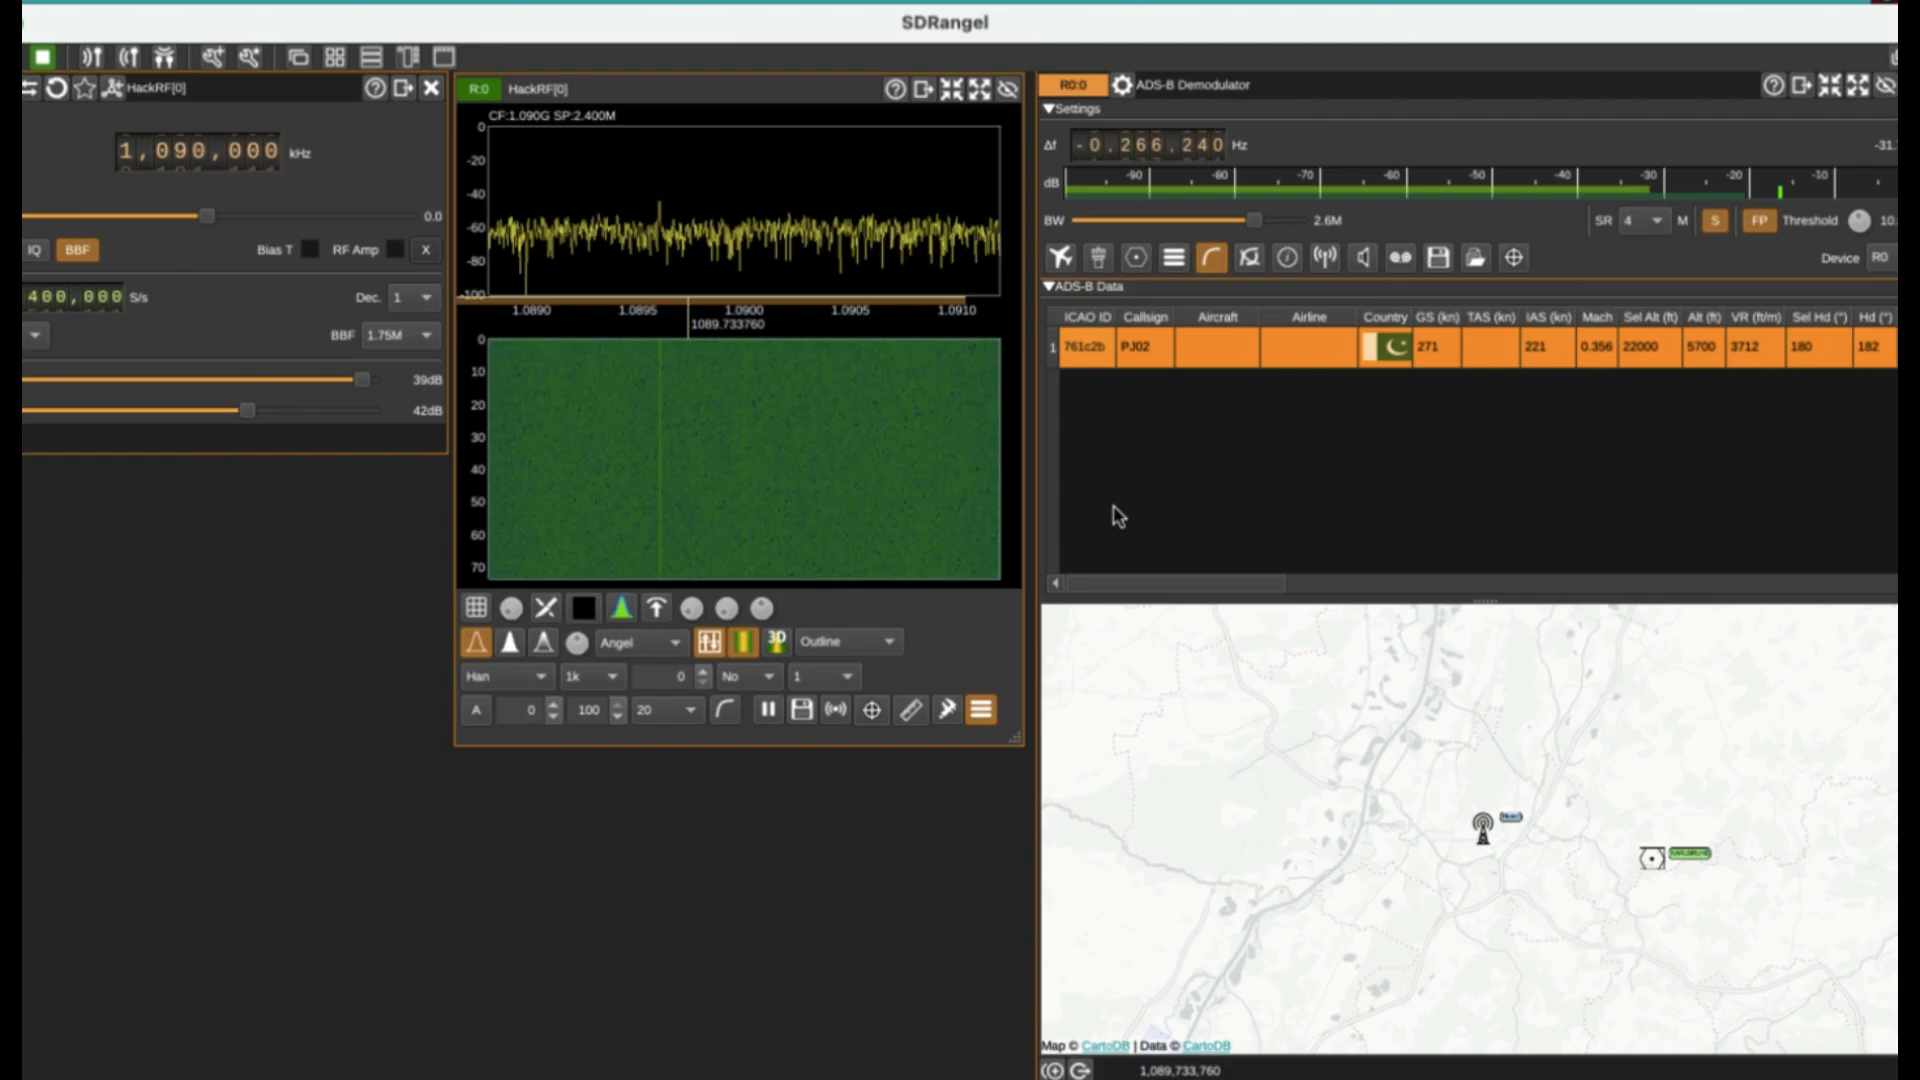 SDRangel
HackRF[0]
1,090,000 kHz
0.0
IQ BBF Bias T RF Amp X
400,000 S/s Dec. 1
BBF 1.75M
39dB
42dB
R:0 HackRF[0]
CF:1.090G SP:2.400M
0
-20
-40
-60
-80
-100
1.0890 1.0895 1.0900 1.0905 1.0910
1089.733760
0
10
20
30
40
50
60
70
Angel 3D Outline
Han 1k 0 No 1
A 0 100 20
R0:0 ADS-B Demodulator
▼Settings
Δf -0.266.240 Hz -31.
dB -90 -80 -70 -60 -50 -40 -30 -20 -10
BW 2.6M SR 4 M S FP Threshold 10.
Device R0
▼ADS-B Data
ICAO ID Callsign Aircraft Airline Country GS (kn) TAS (kn) IAS (kn) Mach Sel Alt (ft) Alt (ft) VR (ft/m) Sel Hd (°) Hd (°)
1 761c2b PJ02 271 221 0.356 22000 5700 3712 180 182
Map © CartoDB | Data © CartoDB
1,089,733,760